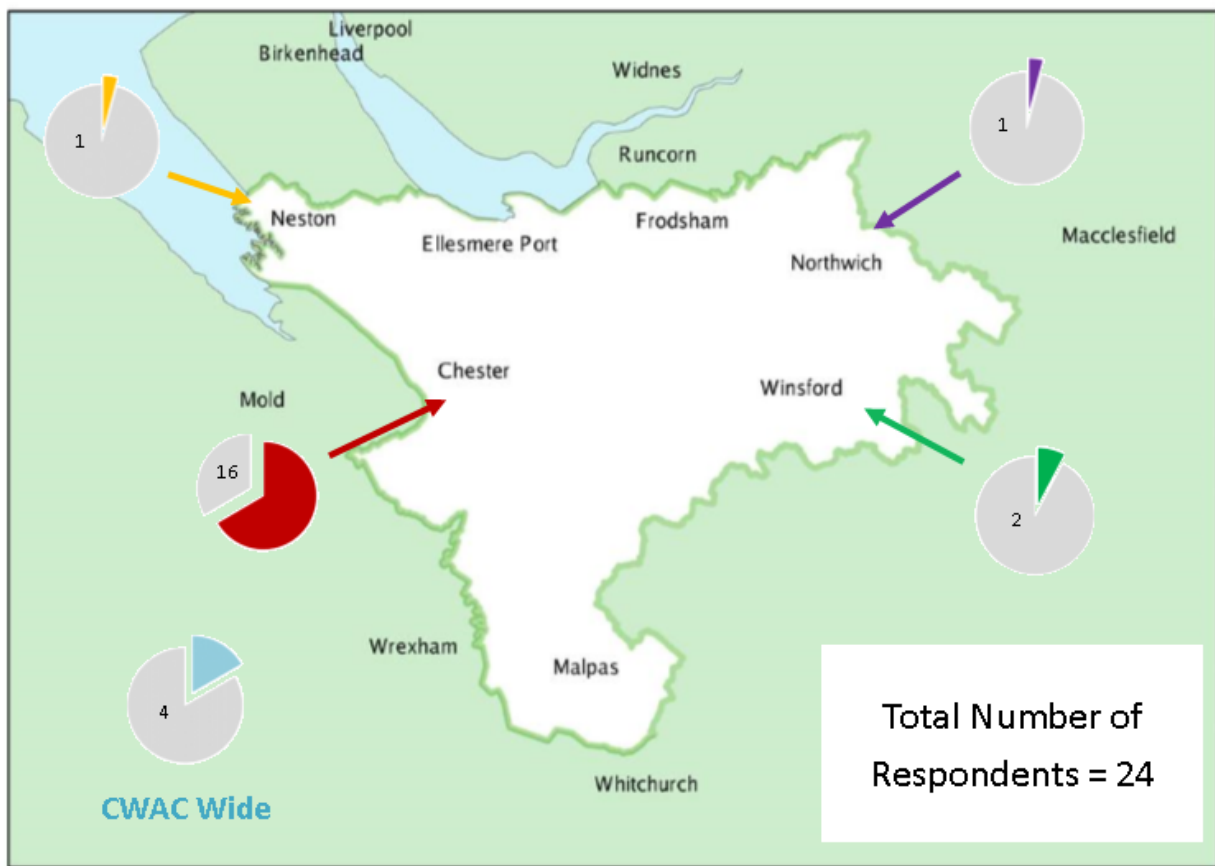 Liverpool
Birkenhead
Widnes
1
1
Runcorn
Neston
Frodsham
Ellesmere Port
Macclesfield
Northwich
Chester
Winsford
Mold
16
2
Wrexham
Malpas
4
Total Number of
Respondents = 24
Whitchurch
CWAC Wide